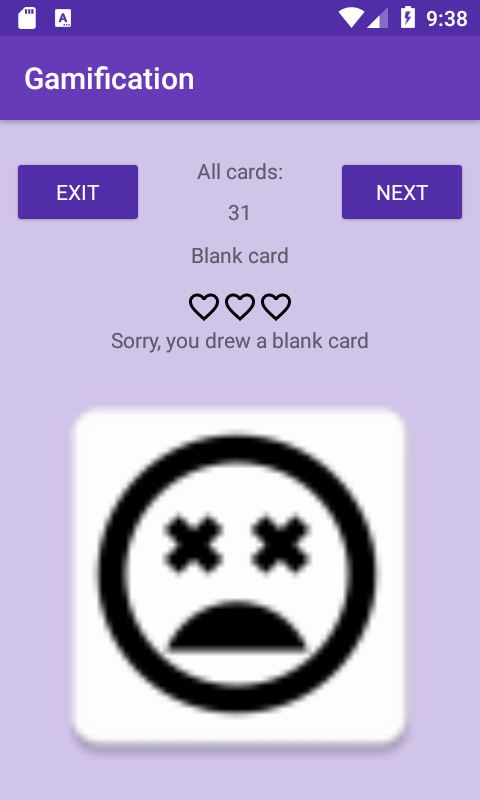 9:38
Gamification
EXIT
All cards:
31
NEXT
Blank card
Sorry, you drew a blank card